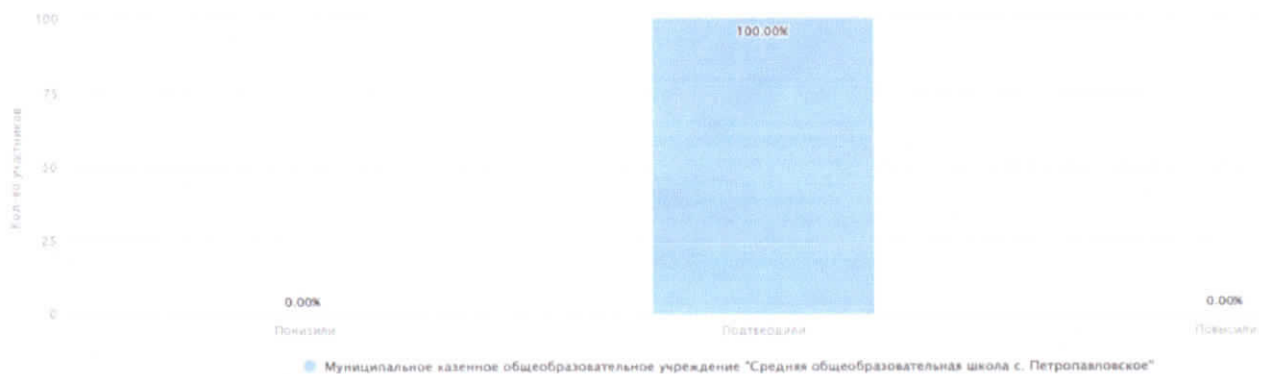 100
100.00%
75
50
25
0
Кол-во участников
0.00%
0.00%
Понизили
Подтвердили
Повысили
Муниципальное казенное общеобразовательное учреждение "Средняя общеобразовательная школа с. Петропавловское"